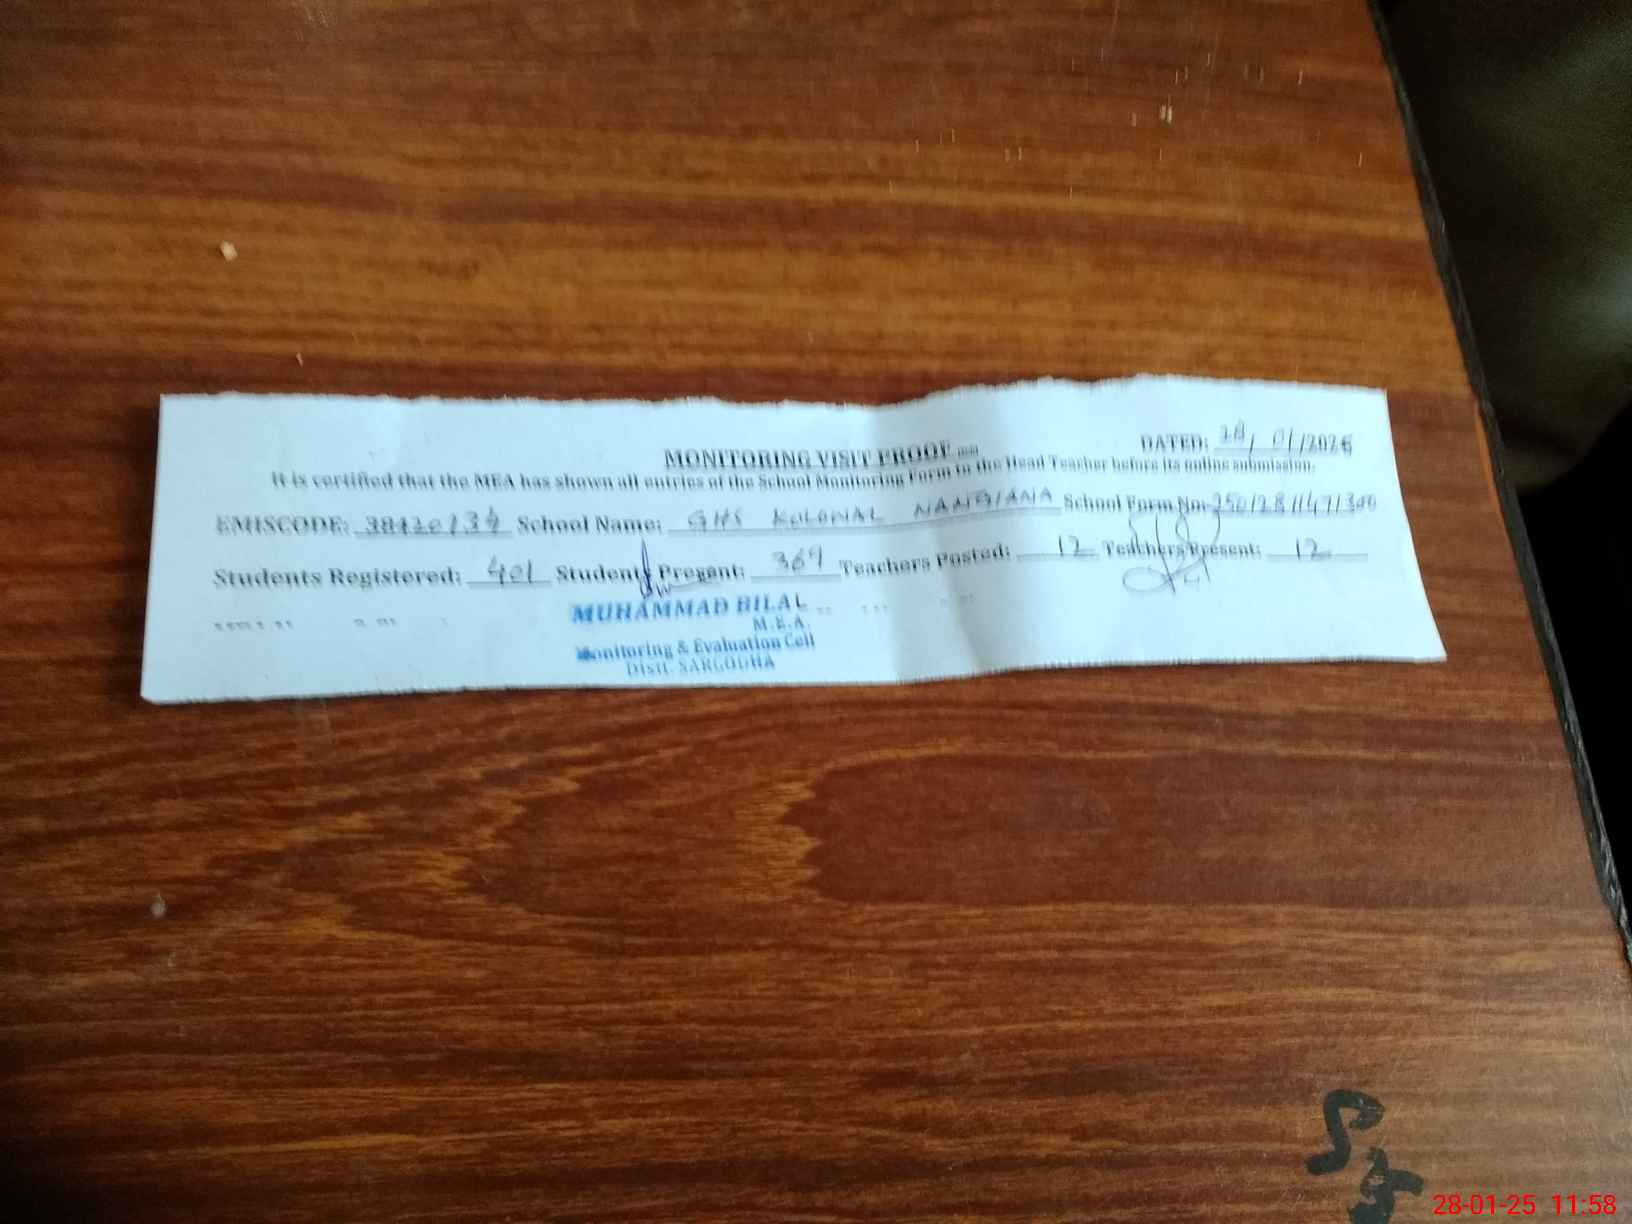 MONITORING VISIT PROOF
DATED: 28/01/2025
It is certified that the MEA has shown all entries of the School Monitoring Form to the Head Teacher before its online submission.
EMISCODE: School Name: GHS KOLOWAL NANGIANA School Form No:
Students Registered: 401 Students Present: 369 Teachers Posted: 12 Teachers Present: 12
MUHAMMAD BILAL
M.E.A.
Monitoring & Evaluation Cell
Distt. SARGODHA
28-01-25 11:58